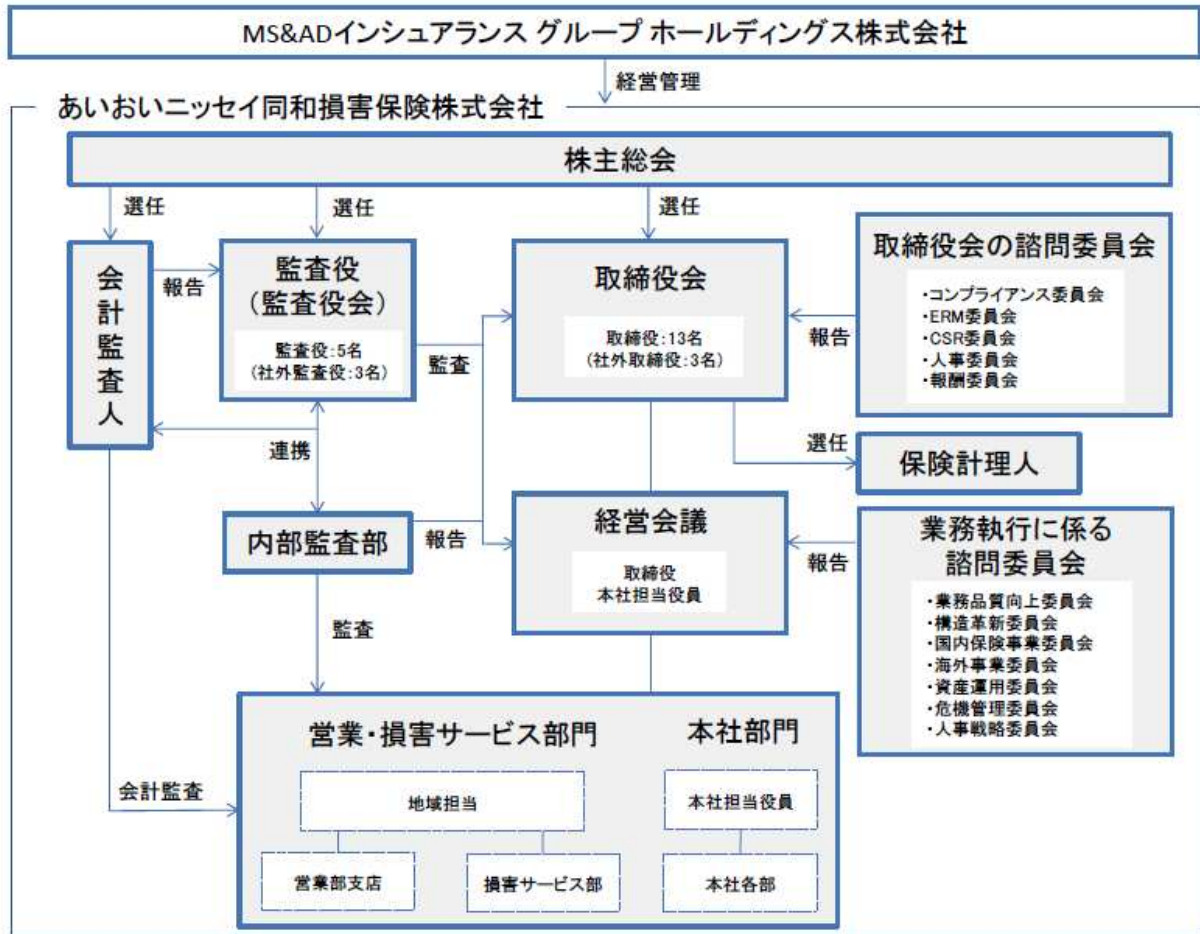 MS&ADインシュアランス グループ ホールディングス株式会社
経営管理
あいおいニッセイ同和損害保険株式会社
株主総会
選任
選任
選任
会計監査人
報告
監査役
(監査役会)
監査役:5名
(社外監査役:3名)
監査
取締役会
取締役:13名
(社外取締役:3名)
報告
取締役会の諮問委員会
・コンプライアンス委員会
・ERM委員会
・CSR委員会
・人事委員会
・報酬委員会
連携
選任
保険計理人
内部監査部
報告
経営会議
取締役
本社担当役員
報告
業務執行に係る
諮問委員会
・業務品質向上委員会
・構造革新委員会
・国内保険事業委員会
・海外事業委員会
・資産運用委員会
・危機管理委員会
・人事戦略委員会
監査
会計監査
営業・損害サービス部門
本社部門
地域担当
本社担当役員
営業部支店
損害サービス部
本社各部